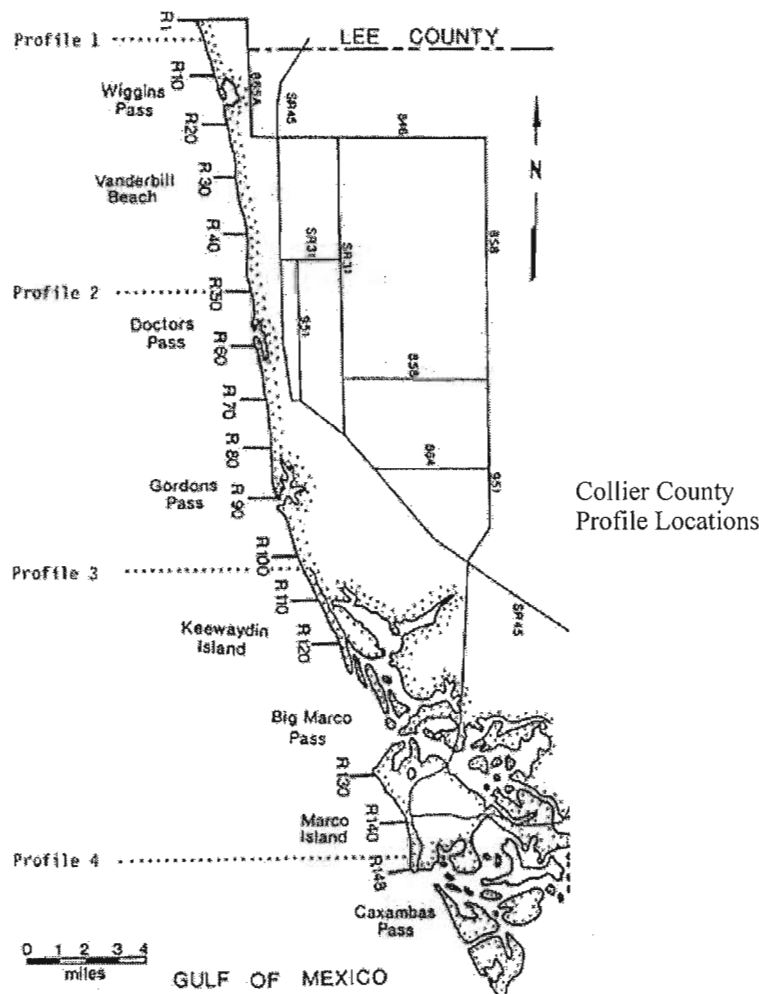 LEE COUNTY
R1
Profile 1
R10
Wiggins
Pass
865A
SR45
846
N
R20
R30
Vanderbill
Beach
R40
SR31
SR31
858
Profile 2
R50
Doctors
Pass
R60
S51
858
R70
R80
864
951
Gordons
Pass
R90
Collier County
Profile Locations
R100
Profile 3
R110
SR45
Keewaydin
Island
R120
Big Marco
Pass
R130
Marco
Island
R140
Profile 4
R148
Caxambas
Pass
0 1 2 3 4
miles
GULF OF MEXICO